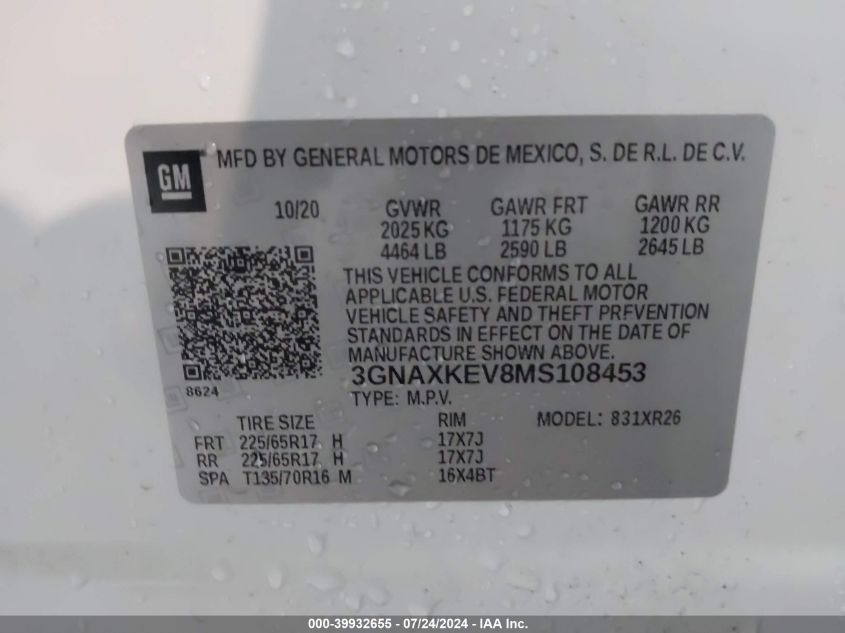 GM
MFD BY GENERAL MOTORS DE MEXICO, S. DE R.L. DE C.V.
10/20 GVWR GAWR FRT GAWR RR
2025 KG 1175 KG 1200 KG
4464 LB 2590 LB 2645 LB
THIS VEHICLE CONFORMS TO ALL
APPLICABLE U.S. FEDERAL MOTOR
VEHICLE SAFETY AND THEFT PREVENTION
STANDARDS IN EFFECT ON THE DATE OF
MANUFACTURE SHOWN ABOVE.
3GNAXKEV8MS108453
8624
TYPE: M.P.V.
TIRE SIZE RIM MODEL: 831XR26
FRT 225/65R17 H 17X7J
RR 225/65R17 H 17X7J
SPA T135/70R16 M 16X4BT
000-39932655 - 07/24/2024 - IAA Inc.